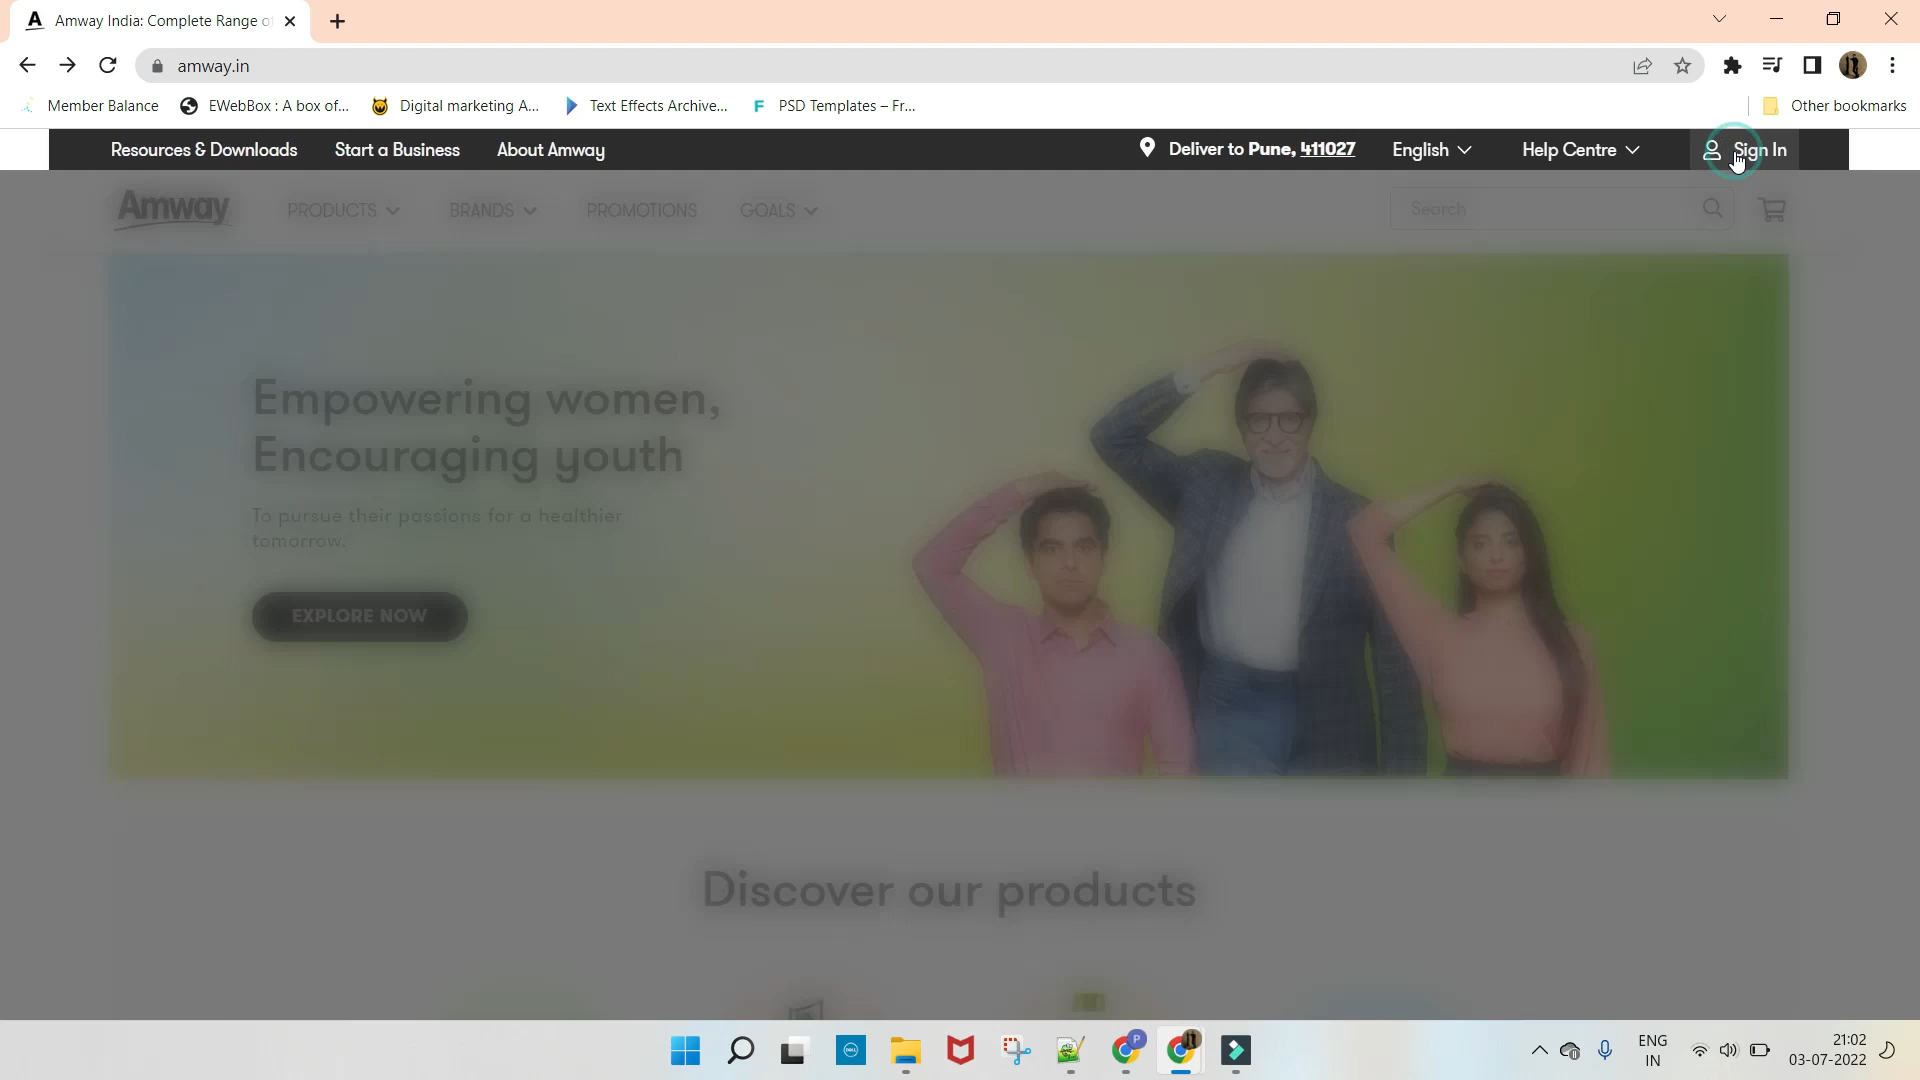 Amway India: Complete Range of
amway.in
Member Balance
EWebBox : A box of...
Digital marketing A...
Text Effects Archive...
PSD Templates – Fr...
Other bookmarks
Resources & Downloads
Start a Business
About Amway
Deliver to Pune, 411027
English
Help Centre
Sign In
Amway
PRODUCTS
BRANDS
PROMOTIONS
GOALS
Search
Empowering women,
Encouraging youth
To pursue their passions for a healthier
tomorrow.
EXPLORE NOW
Discover our products
ENG
IN
21:02
03-07-2022